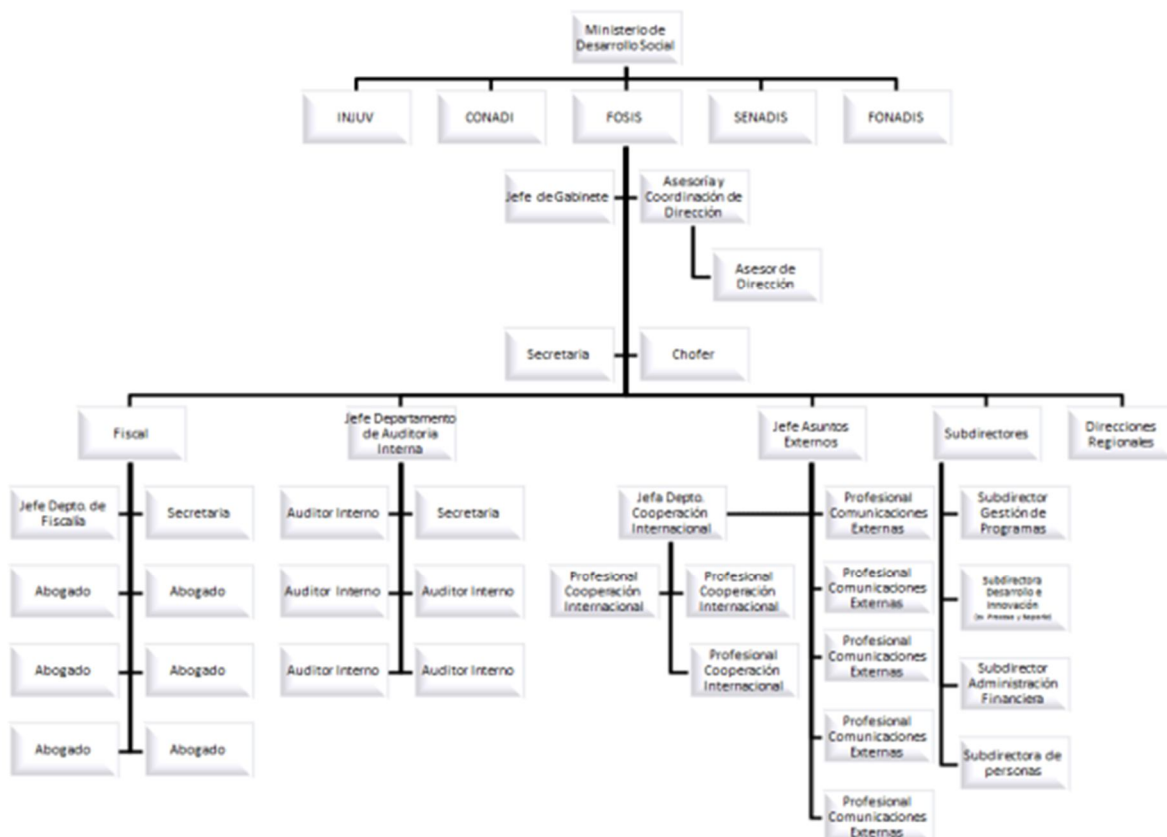 Ministerio de
Desarrollo Social
INJUV
CONADI
FOSIS
SENADIS
FONADIS
Jefe de Gabinete
Asesoría y
Coordinación de
Dirección
Asesor de
Dirección
Secretaria
Chofer
Fiscal
Jefe Departamento
de Auditoria
Interna
Jefe Asuntos
Externos
Subdirectores
Direcciones
Regionales
Jefe Depto. de
Fiscalía
Secretaria
Abogado
Abogado
Abogado
Abogado
Abogado
Abogado
Auditor Interno
Secretaria
Auditor Interno
Auditor Interno
Auditor Interno
Auditor Interno
Jefa Depto.
Cooperación
Internacional
Profesional
Cooperación
Internacional
Profesional
Cooperación
Internacional
Profesional
Cooperación
Internacional
Profesional
Comunicaciones
Externas
Profesional
Comunicaciones
Externas
Profesional
Comunicaciones
Externas
Profesional
Comunicaciones
Externas
Profesional
Comunicaciones
Externas
Subdirector
Gestión de
Programas
Subdirectora
Desarrollo e
Innovación
Proceso y Reporte)
Subdirector
Administración
Financiera
Subdirectora de
personas